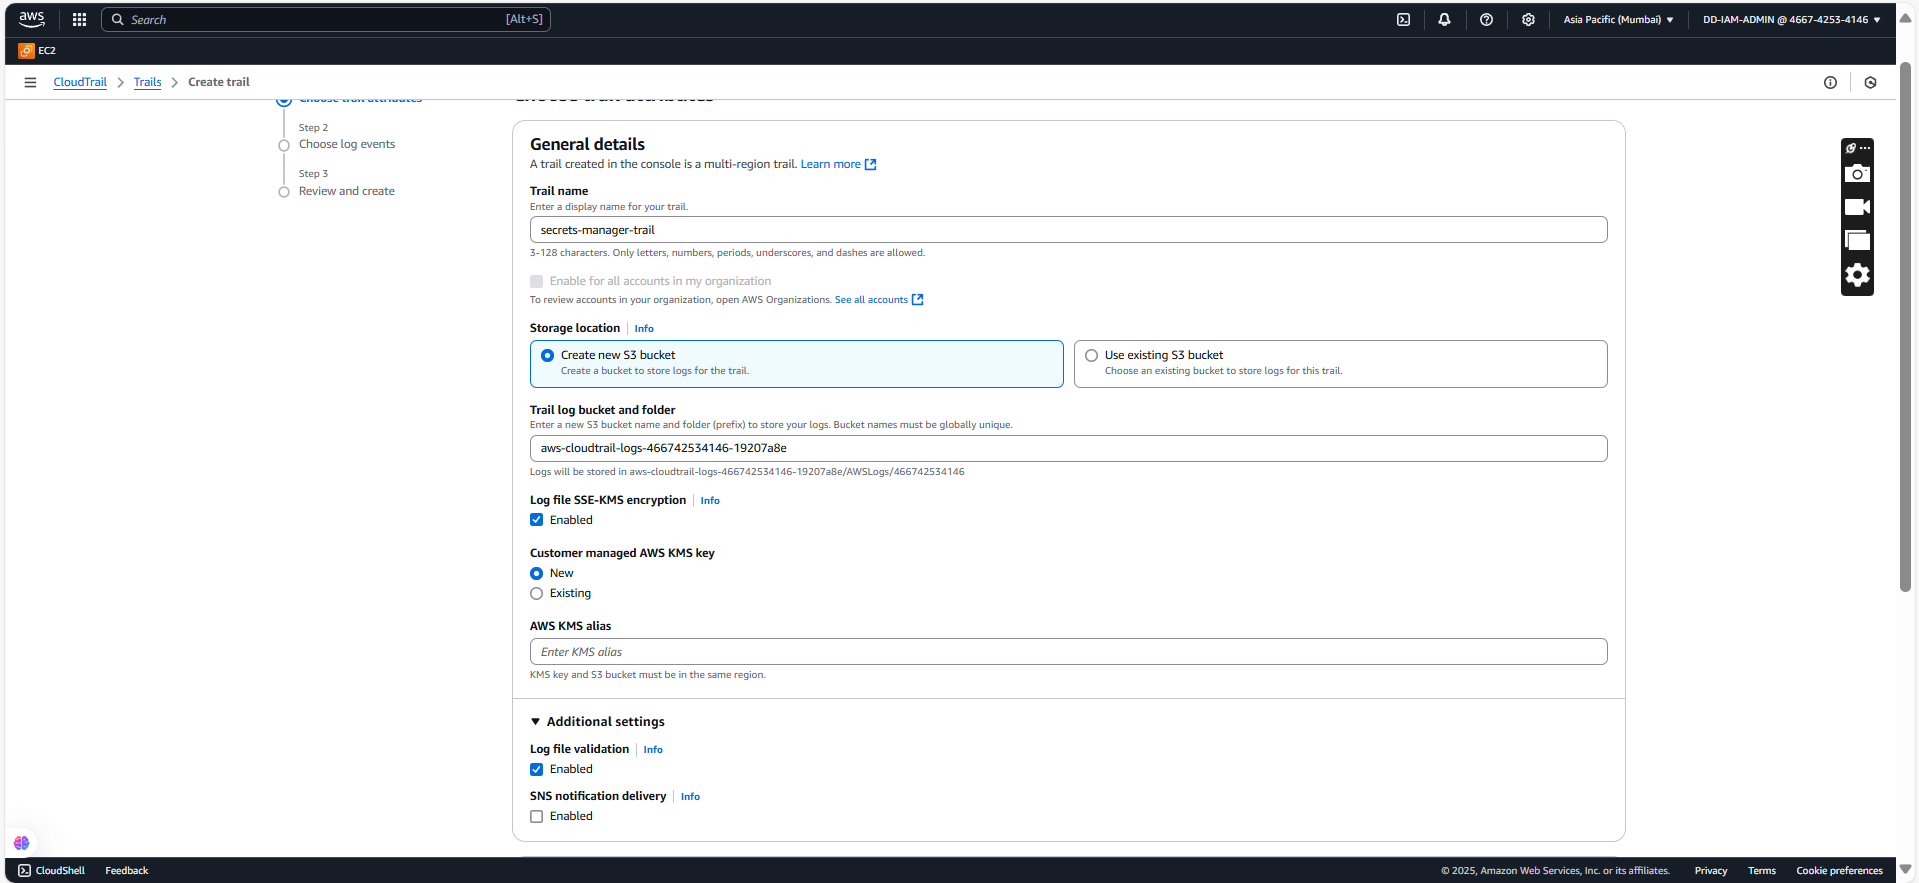 aws
Search
[Alt+S]
Asia Pacific (Mumbai) ▼
DD-IAM-ADMIN @ 4667-4253-4146 ▼
EC2
CloudTrail > Trails > Create trail
Choose trail attributes
Step 2
Choose log events
Step 3
Review and create
Choose trail attributes
General details
A trail created in the console is a multi-region trail. Learn more
Trail name
Enter a display name for your trail.
secrets-manager-trail
3-128 characters. Only letters, numbers, periods, underscores, and dashes are allowed.
Enable for all accounts in my organization
To review accounts in your organization, open AWS Organizations. See all accounts
Storage location | Info
Create new S3 bucket
Create a bucket to store logs for the trail.
Use existing S3 bucket
Choose an existing bucket to store logs for this trail.
Trail log bucket and folder
Enter a new S3 bucket name and folder (prefix) to store your logs. Bucket names must be globally unique.
aws-cloudtrail-logs-466742534146-19207a8e
Logs will be stored in aws-cloudtrail-logs-466742534146-19207a8e/AWSLogs/466742534146
Log file SSE-KMS encryption | Info
Enabled
Customer managed AWS KMS key
New
Existing
AWS KMS alias
Enter KMS alias
KMS key and S3 bucket must be in the same region.
▼ Additional settings
Log file validation | Info
Enabled
SNS notification delivery | Info
Enabled
CloudShell
Feedback
© 2025, Amazon Web Services, Inc. or its affiliates.
Privacy
Terms
Cookie preferences